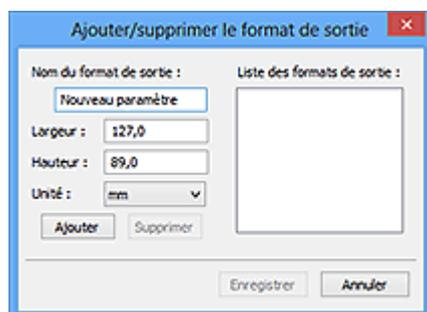 Ajouter/supprimer le format de sortie
Nom du format de sortie :
Nouveau paramètre
Largeur :
127,0
Hauteur :
89,0
Unité :
mm
Ajouter
Supprimer
Liste des formats de sortie :
Enregistrer
Annuler